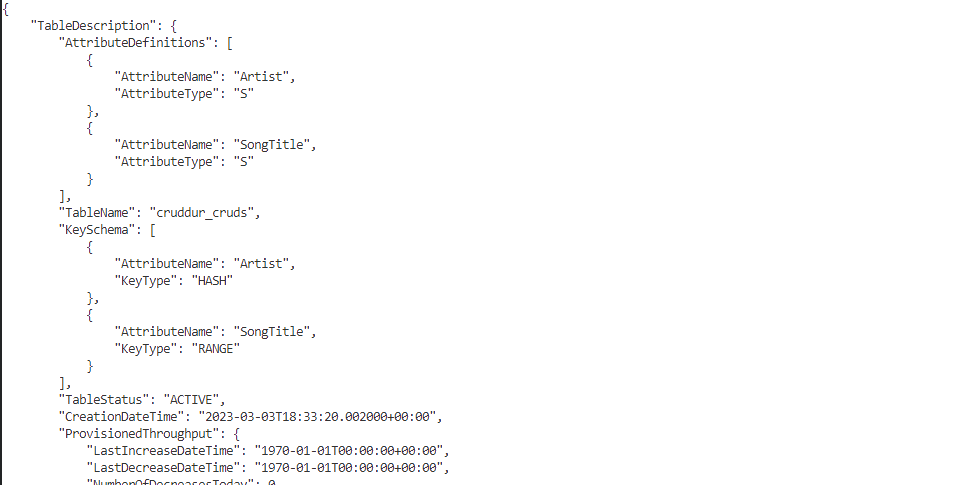 {
    "TableDescription": {
        "AttributeDefinitions": [
            {
                "AttributeName": "Artist",
                "AttributeType": "S"
            },
            {
                "AttributeName": "SongTitle",
                "AttributeType": "S"
            }
        ],
        "TableName": "cruddur_cruds",
        "KeySchema": [
            {
                "AttributeName": "Artist",
                "KeyType": "HASH"
            },
            {
                "AttributeName": "SongTitle",
                "KeyType": "RANGE"
            }
        ],
        "TableStatus": "ACTIVE",
        "CreationDateTime": "2023-03-03T18:33:20.002000+00:00",
        "ProvisionedThroughput": {
            "LastIncreaseDateTime": "1970-01-01T00:00:00+00:00",
            "LastDecreaseDateTime": "1970-01-01T00:00:00+00:00",
            "NumberOfDecreasesToday": 0